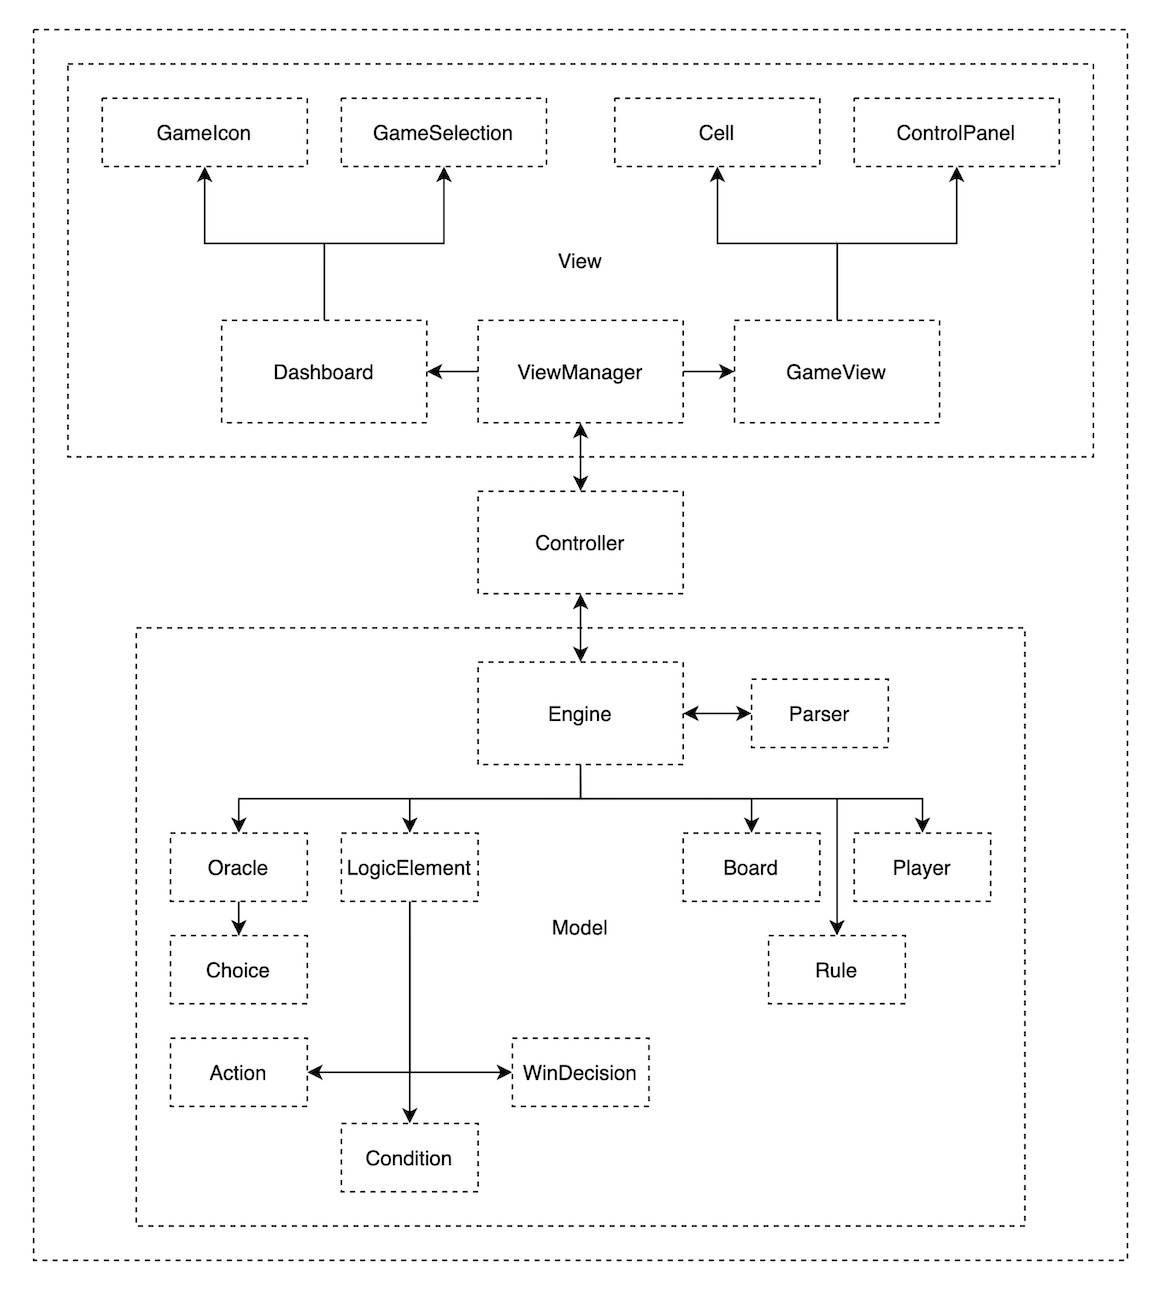 GameIcon
GameSelection
Cell
ControlPanel
View
Dashboard
ViewManager
GameView
Controller
Engine
Parser
Oracle
LogicElement
Board
Player
Model
Choice
Rule
Action
WinDecision
Condition